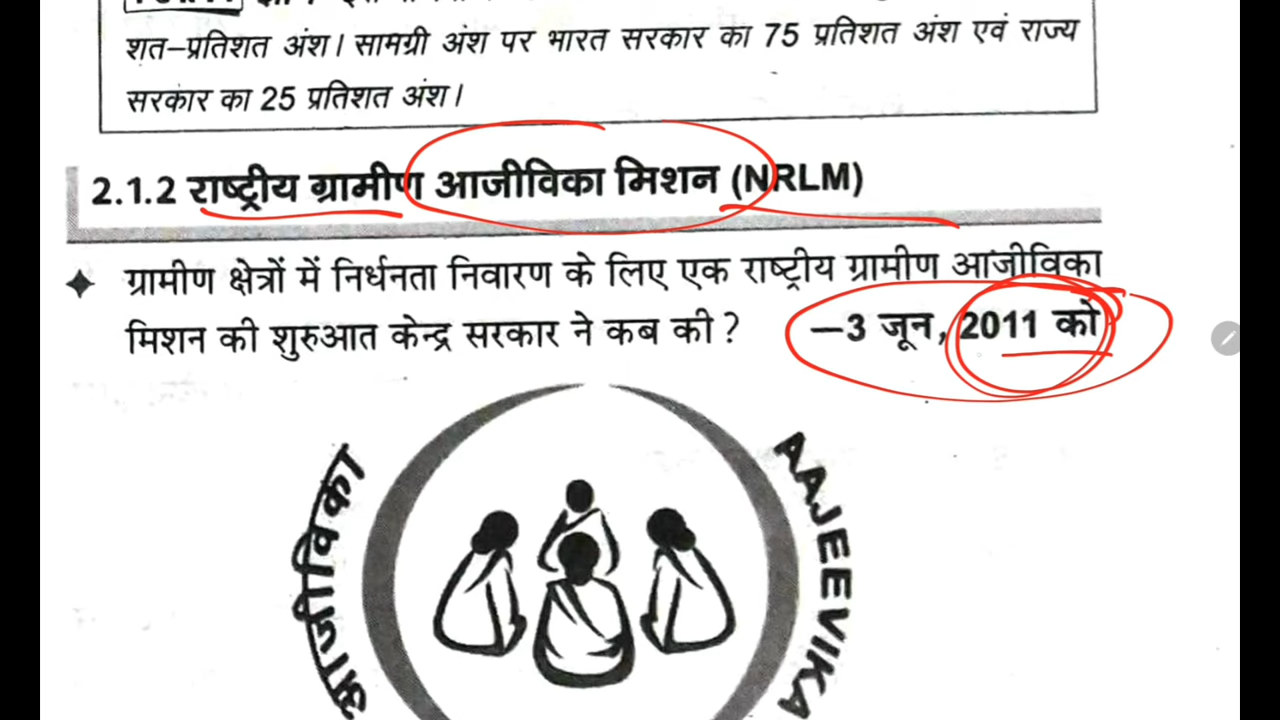 शत–प्रतिशत अंश। सामग्री अंश पर भारत सरकार का 75 प्रतिशत अंश एवं राज्य
सरकार का 25 प्रतिशत अंश।
2.1.2 राष्ट्रीय ग्रामीण आजीविका मिशन (NRLM)
ग्रामीण क्षेत्रों में निर्धनता निवारण के लिए एक राष्ट्रीय ग्रामीण आजीविका
मिशन की शुरुआत केन्द्र सरकार ने कब की? –3 जून, 2011 को
आजीविका
AAJEEVIKA